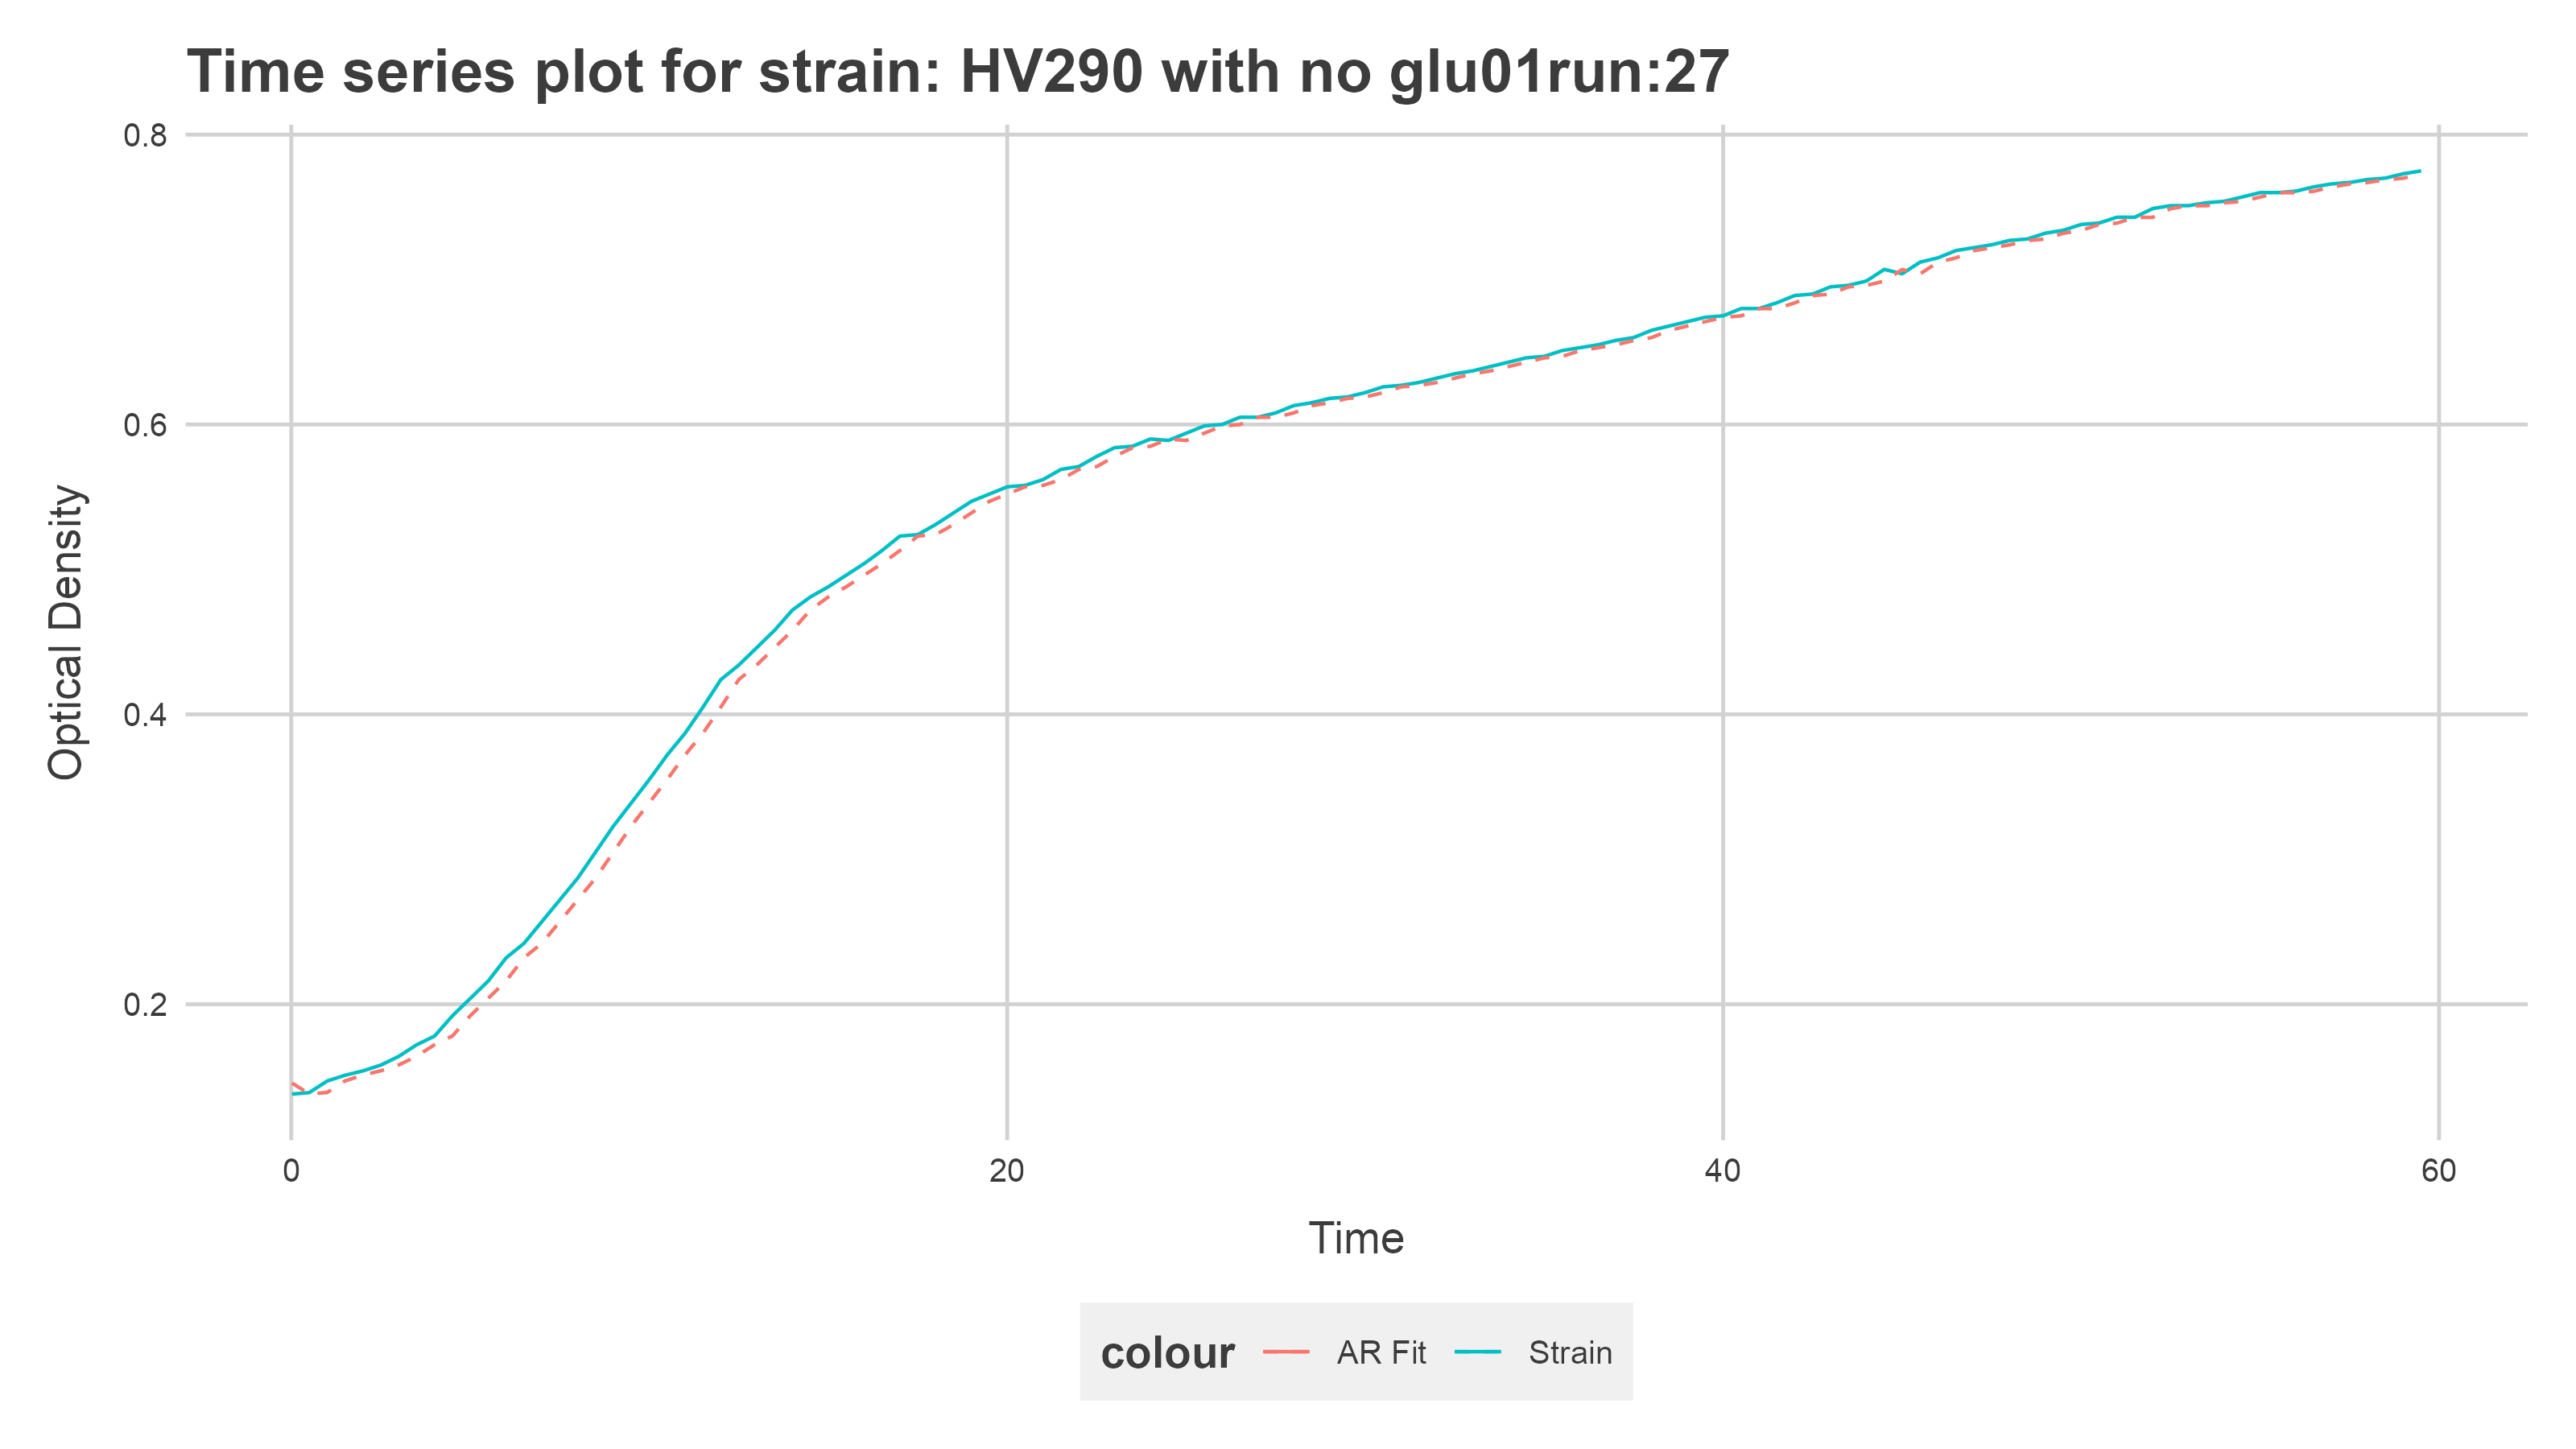 Time series plot for strain: HV290 with no glu01run:27
0.8
0.6
0.4
0.2
Optical Density
0 20 40 60
Time
colour AR Fit Strain